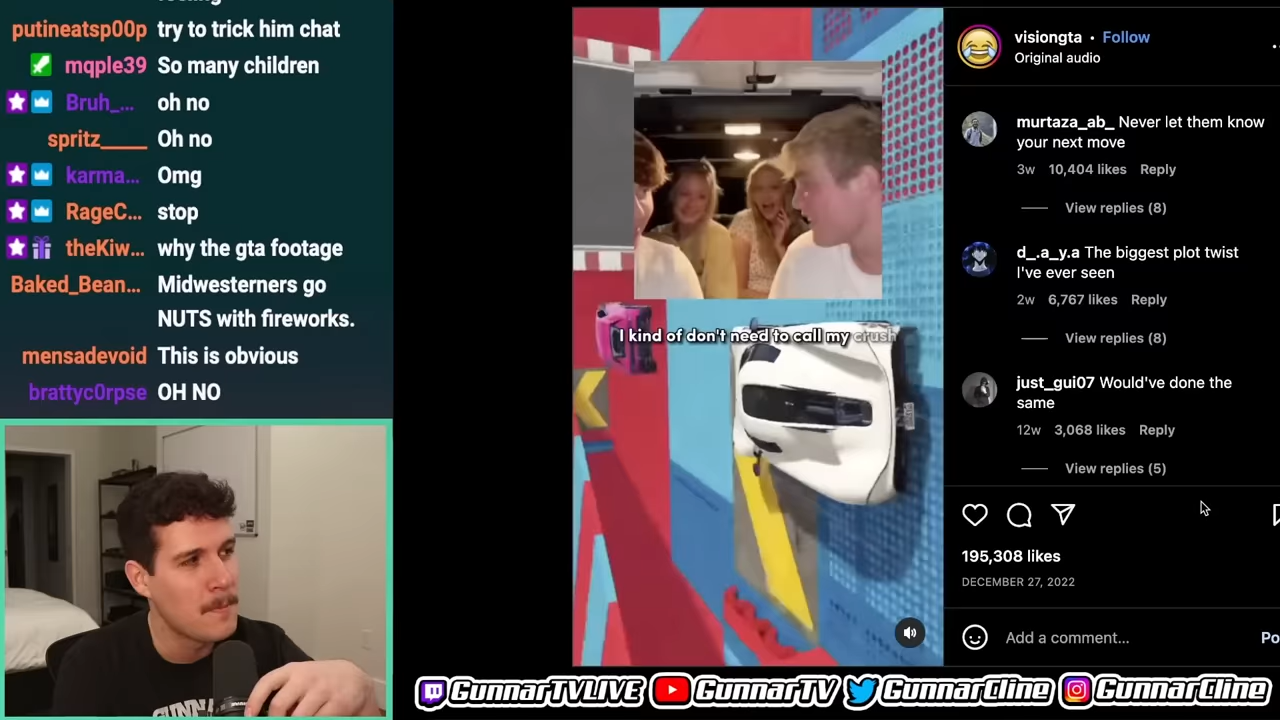 putineatsp00p try to trick him chat
mqple39 So many children
Bruh_... oh no
spritz_____ Oh no
karma... Omg
RageC... stop
theKiw... why the gta footage
Baked_Bean... Midwesterners go
NUTS with fireworks.
mensadevoid This is obvious
brattyc0rpse OH NO
I kind of don't need to call my crush
visiongta • Follow
Original audio
murtaza_ab_ Never let them know
your next move
3w 10,404 likes Reply
View replies (8)
d_.a_y.a The biggest plot twist
I've ever seen
2w 6,767 likes Reply
View replies (8)
just_gui07 Would've done the
same
12w 3,068 likes Reply
View replies (5)
195,308 likes
DECEMBER 27, 2022
Add a comment...
Po
GunnarTVLIVE GunnarTV GunnarCline GunnarCline